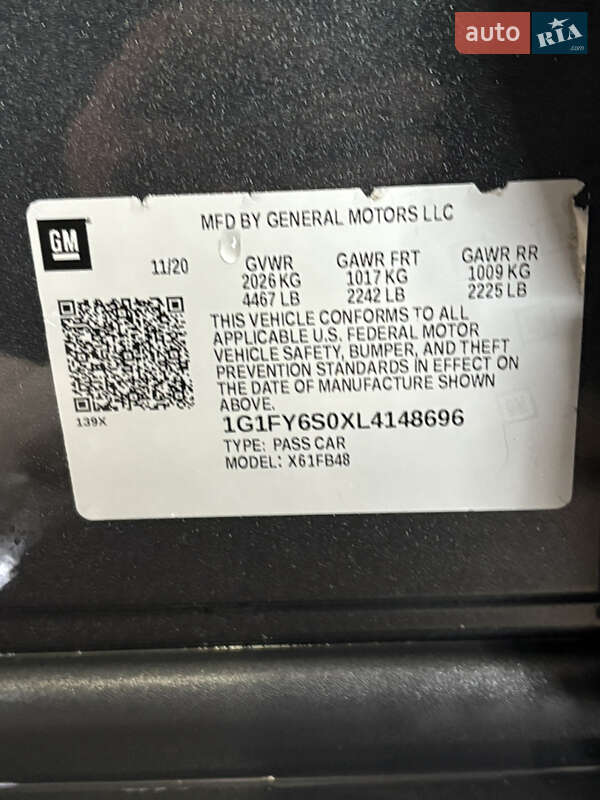 auto RIA.com
MFD BY GENERAL MOTORS LLC
GM
11/20
GVWR GAWR FRT GAWR RR
2026 KG 1017 KG 1009 KG
4467 LB 2242 LB 2225 LB
THIS VEHICLE CONFORMS TO ALL
APPLICABLE U.S. FEDERAL MOTOR
VEHICLE SAFETY, BUMPER, AND THEFT
PREVENTION STANDARDS IN EFFECT ON
THE DATE OF MANUFACTURE SHOWN
ABOVE.
139X
1G1FY6S0XL4148696
TYPE: PASS CAR
MODEL: X61FB48